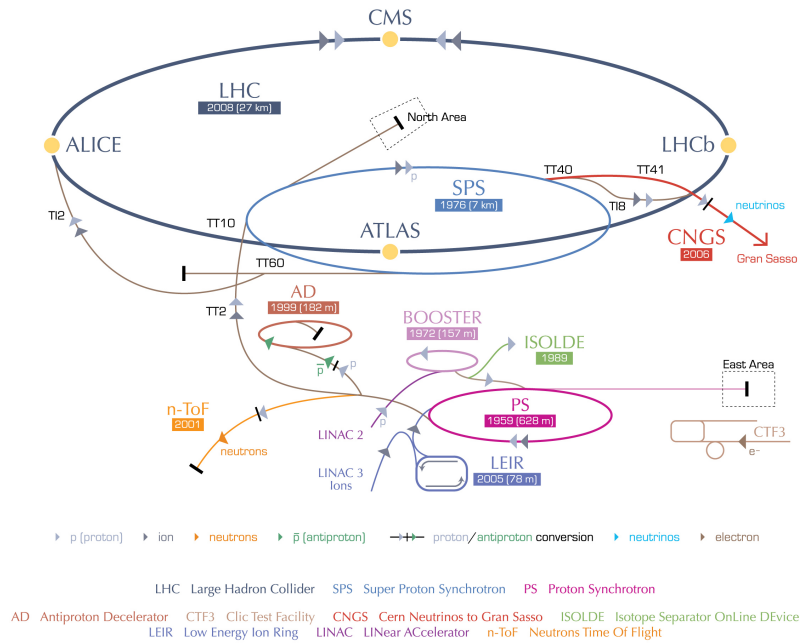 CMS
LHC
2008 (27 km)
North Area
ALICE
LHCb
TT40
TT41
SPS
1976 (7 km)
p
TI2
TT10
TI8
neutrinos
ATLAS
CNGS
2006
Gran Sasso
TT60
AD
1999 (182 m)
TT2
BOOSTER
1972 (157 m)
ISOLDE
1989
p̅
p
East Area
n-ToF
2001
PS
1959 (628 m)
p
LINAC 2
neutrons
CTF3
e-
LEIR
2005 (78 m)
LINAC 3
Ions
p (proton) ion neutrons p̅ (antiproton) proton/antiproton conversion neutrinos electron
LHC Large Hadron Collider SPS Super Proton Synchrotron PS Proton Synchrotron
AD Antiproton Decelerator CTF3 Clic Test Facility CNGS Cern Neutrinos to Gran Sasso ISOLDE Isotope Separator OnLine DEvice
LEIR Low Energy Ion Ring LINAC LINear ACcelerator n-ToF Neutrons Time Of Flight